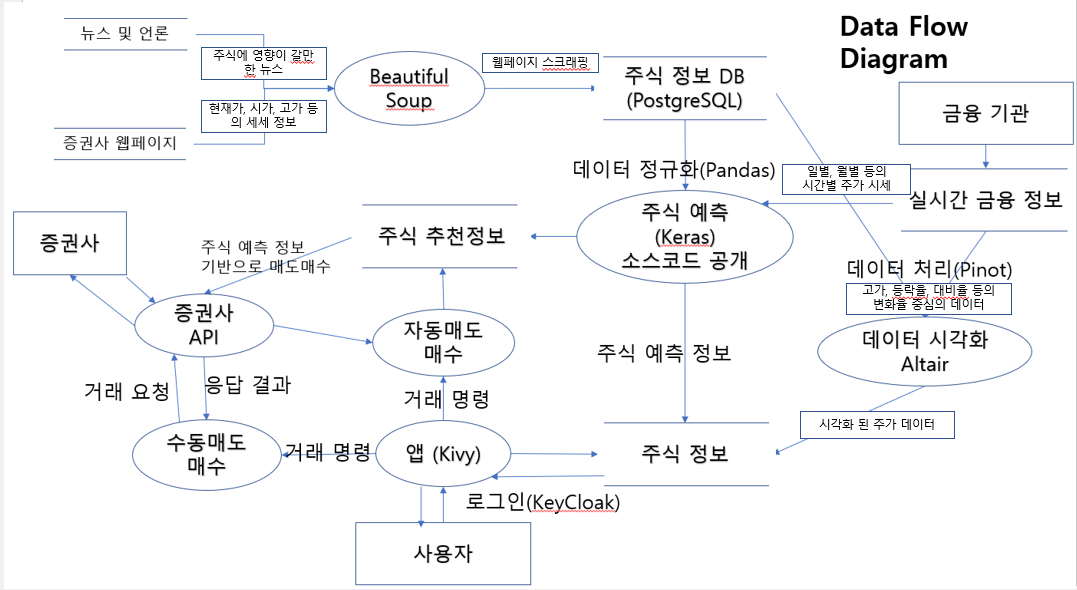 Data Flow
Diagram
뉴스 및 언론
주식에 영향이 갈만
한 뉴스
Beautiful
Soup
웹페이지 스크래핑
주식 정보 DB
(PostgreSQL)
현재가, 시가, 고가 등
의 세세 정보
증권사 웹페이지
금융 기관
데이터 정규화(Pandas)
일별, 월별 등의
시간별 주가 시세
실시간 금융 정보
증권사
주식 예측 정보
기반으로 매도매수
주식 추천정보
주식 예측
(Keras)
소스코드 공개
데이터 처리(Pinot)
고가, 등락율, 대비율 등의
변화율 중심의 데이터
증권사
API
자동매도
매수
주식 예측 정보
데이터 시각화
Altair
거래 요청
응답 결과
거래 명령
시각화 된 주가 데이터
수동매도
매수
거래 명령
앱 (Kivy)
주식 정보
로그인(KeyCloak)
사용자